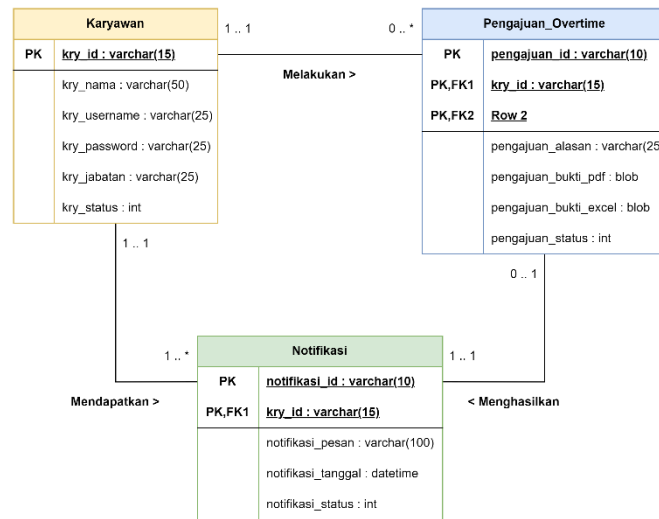 Karyawan
PK kry_id : varchar(15)
kry_nama : varchar(50)
kry_username : varchar(25)
kry_password : varchar(25)
kry_jabatan : varchar(25)
kry_status : int
1 .. 1
0 .. *
Melakukan >
Pengajuan_Overtime
PK pengajuan_id : varchar(10)
PK,FK1 kry_id : varchar(15)
PK,FK2 Row 2
pengajuan_alasan : varchar(25
pengajuan_bukti_pdf : blob
pengajuan_bukti_excel : blob
pengajuan_status : int
1 .. 1
0 .. 1
1 .. *
1 .. 1
Mendapatkan >
< Menghasilkan
Notifikasi
PK notifikasi_id : varchar(10)
PK,FK1 kry_id : varchar(15)
notifikasi_pesan : varchar(100)
notifikasi_tanggal : datetime
notifikasi_status : int